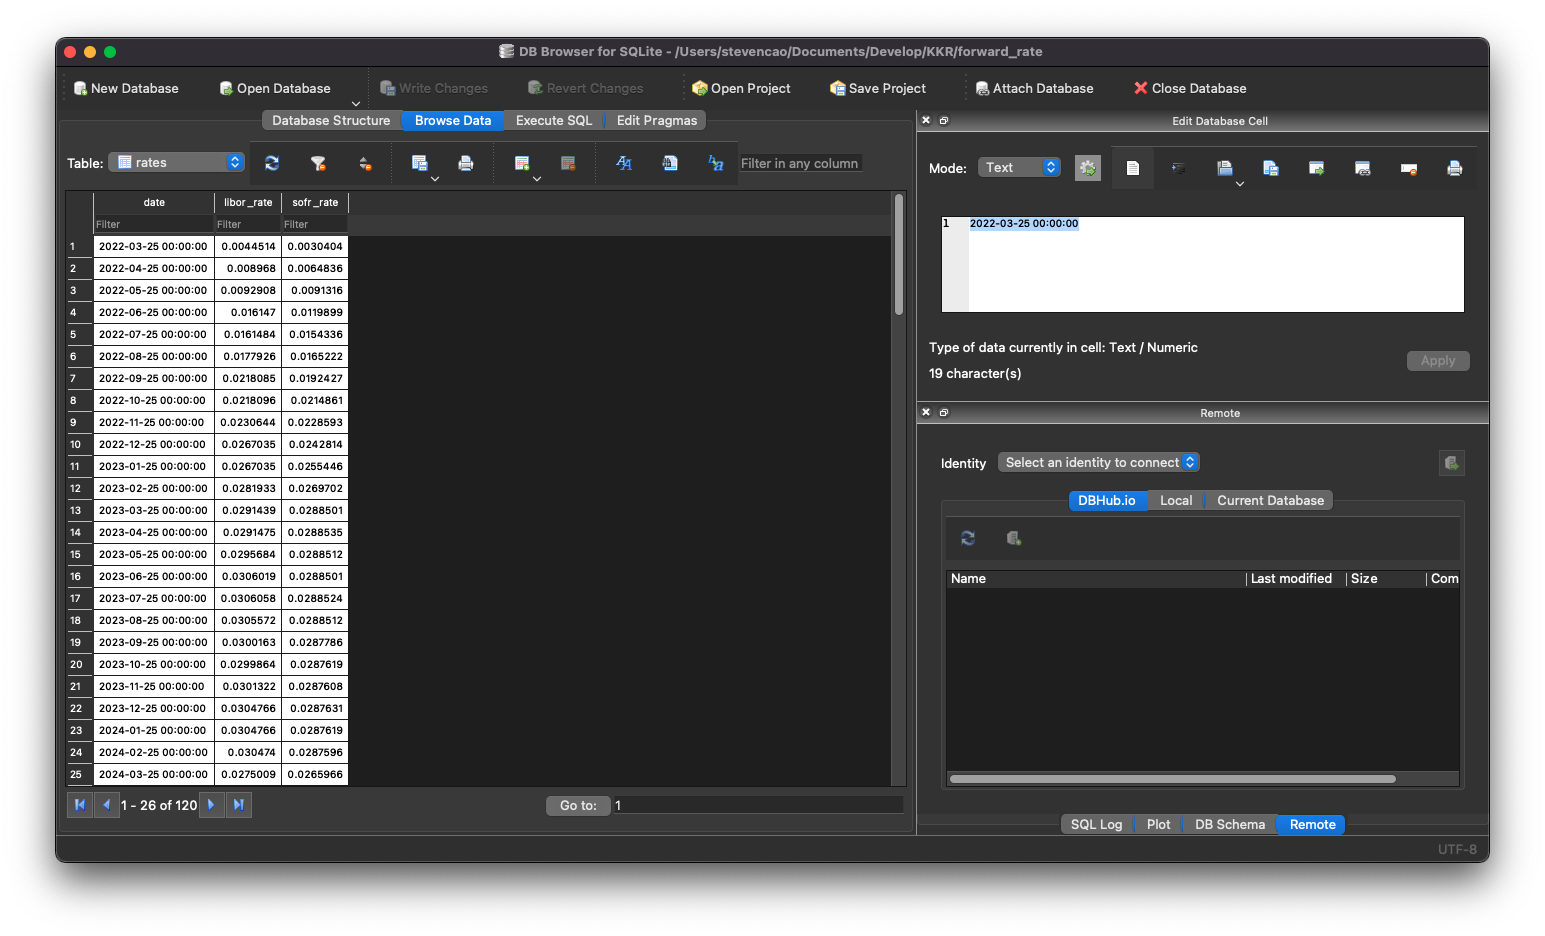 DB Browser for SQLite - /Users/stevencao/Documents/Develop/KKR/forward_rate
New Database Open Database Write Changes Revert Changes Open Project Save Project Attach Database Close Database
Database Structure Browse Data Execute SQL Edit Pragmas
Table: rates Filter in any column
date libor_rate sofr_rate
Filter Filter Filter
1 2022-03-25 00:00:00 0.0044514 0.0030404
2 2022-04-25 00:00:00 0.008968 0.0064836
3 2022-05-25 00:00:00 0.0092908 0.0091316
4 2022-06-25 00:00:00 0.016147 0.0119899
5 2022-07-25 00:00:00 0.0161484 0.0154336
6 2022-08-25 00:00:00 0.0177926 0.0165222
7 2022-09-25 00:00:00 0.0218085 0.0192427
8 2022-10-25 00:00:00 0.0218096 0.0214861
9 2022-11-25 00:00:00 0.0230644 0.0228593
10 2022-12-25 00:00:00 0.0267035 0.0242814
11 2023-01-25 00:00:00 0.0267035 0.0255446
12 2023-02-25 00:00:00 0.0281933 0.0269702
13 2023-03-25 00:00:00 0.0291439 0.0288501
14 2023-04-25 00:00:00 0.0291475 0.0288535
15 2023-05-25 00:00:00 0.0295684 0.0288512
16 2023-06-25 00:00:00 0.0306019 0.0288501
17 2023-07-25 00:00:00 0.0306058 0.0288524
18 2023-08-25 00:00:00 0.0305572 0.0288512
19 2023-09-25 00:00:00 0.0300163 0.0287786
20 2023-10-25 00:00:00 0.0299864 0.0287619
21 2023-11-25 00:00:00 0.0301322 0.0287608
22 2023-12-25 00:00:00 0.0304766 0.0287631
23 2024-01-25 00:00:00 0.0304766 0.0287619
24 2024-02-25 00:00:00 0.030474 0.0287596
25 2024-03-25 00:00:00 0.0275009 0.0265966
1 - 26 of 120 Go to: 1
Edit Database Cell
Mode: Text
1 2022-03-25 00:00:00
Type of data currently in cell: Text / Numeric
19 character(s)
Apply
Remote
Identity Select an identity to connect
DBHub.io Local Current Database
Name Last modified Size Com
SQL Log Plot DB Schema Remote
UTF-8